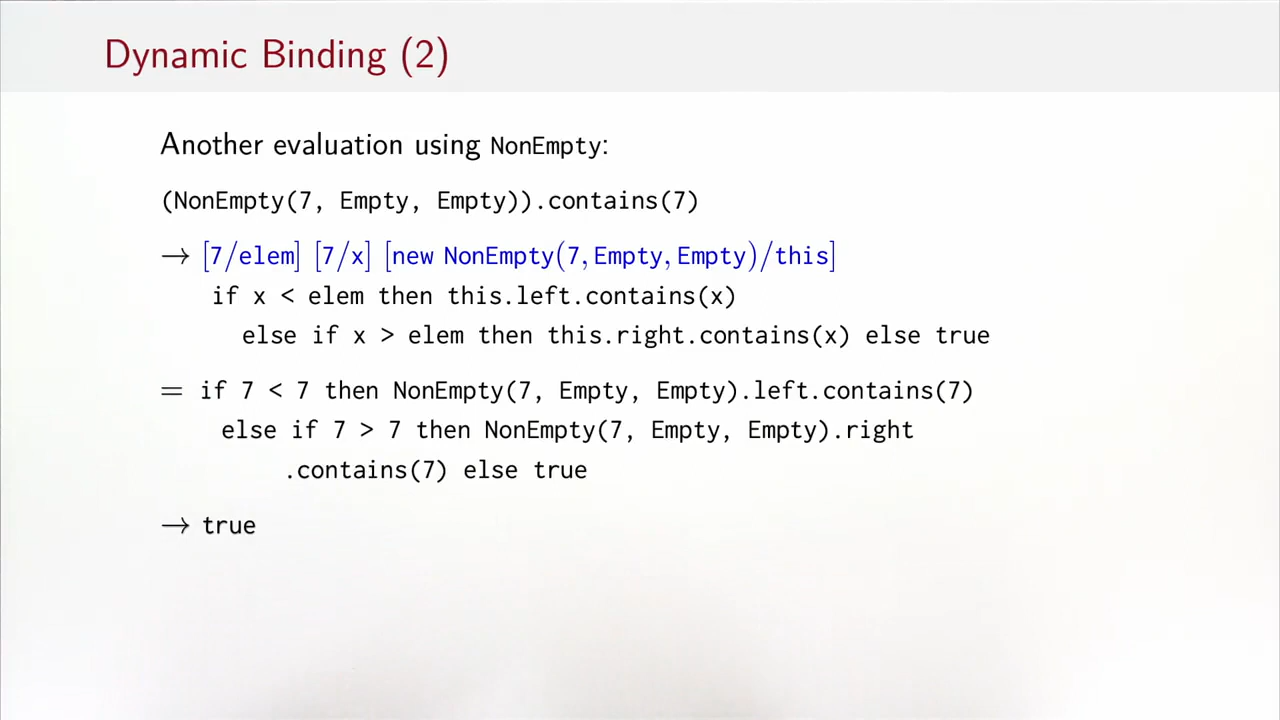 Dynamic Binding (2)
Another evaluation using NonEmpty:
(NonEmpty(7, Empty, Empty)).contains(7)
→ [7/elem] [7/x] [new NonEmpty(7,Empty,Empty)/this]
if x < elem then this.left.contains(x)
else if x > elem then this.right.contains(x) else true
= if 7 < 7 then NonEmpty(7, Empty, Empty).left.contains(7)
else if 7 > 7 then NonEmpty(7, Empty, Empty).right
.contains(7) else true
→ true